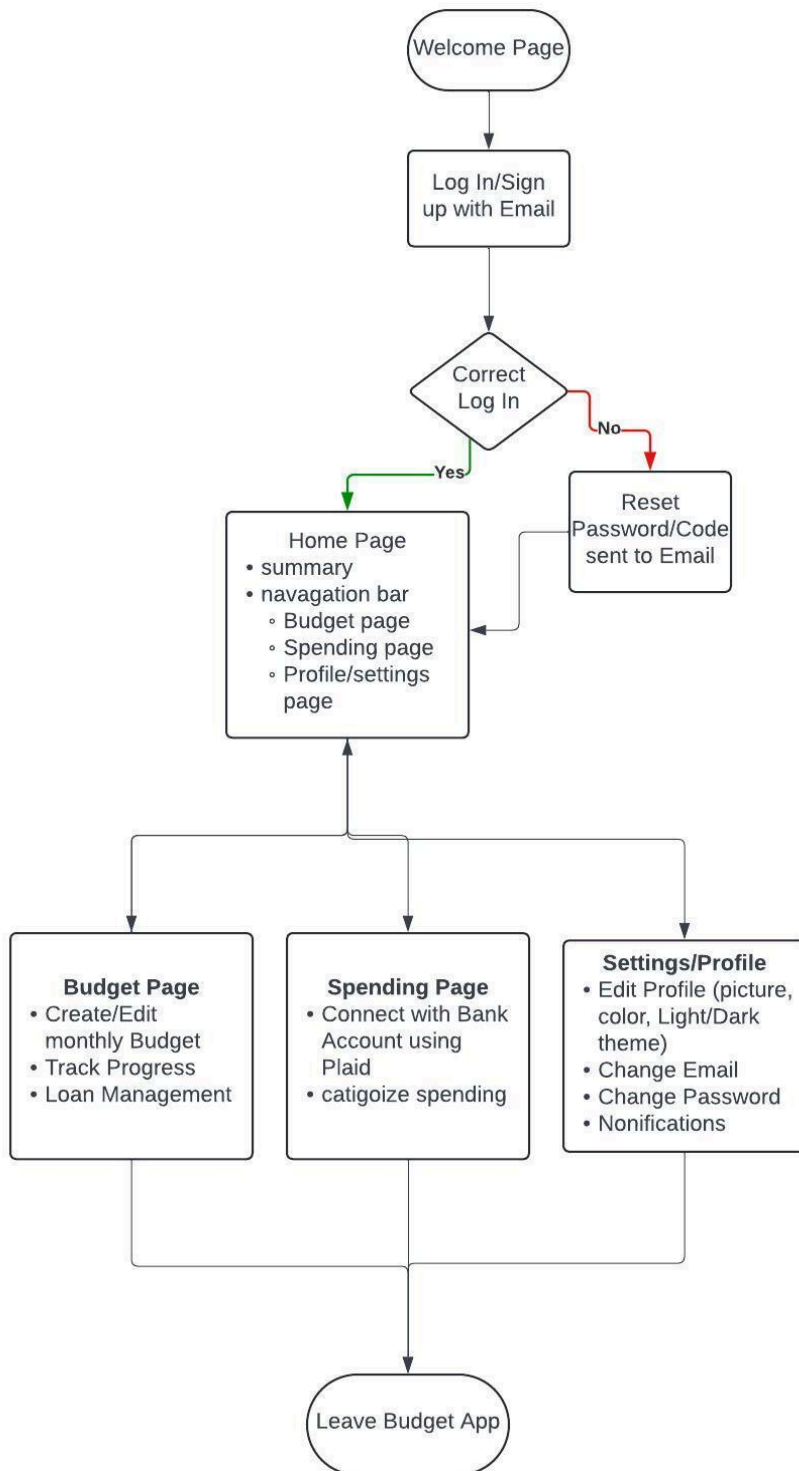 Welcome Page
Log In/Sign
up with Email
Correct
Log In
No
Yes
Reset
Password/Code
sent to Email
Home Page
• summary
• navagation bar
◦ Budget page
◦ Spending page
◦ Profile/settings
page
Budget Page
• Create/Edit
monthly Budget
• Track Progress
• Loan Management
Spending Page
• Connect with Bank
Account using
Plaid
• catigoize spending
Settings/Profile
• Edit Profile (picture,
color, Light/Dark
theme)
• Change Email
• Change Password
• Nonifications
Leave Budget App